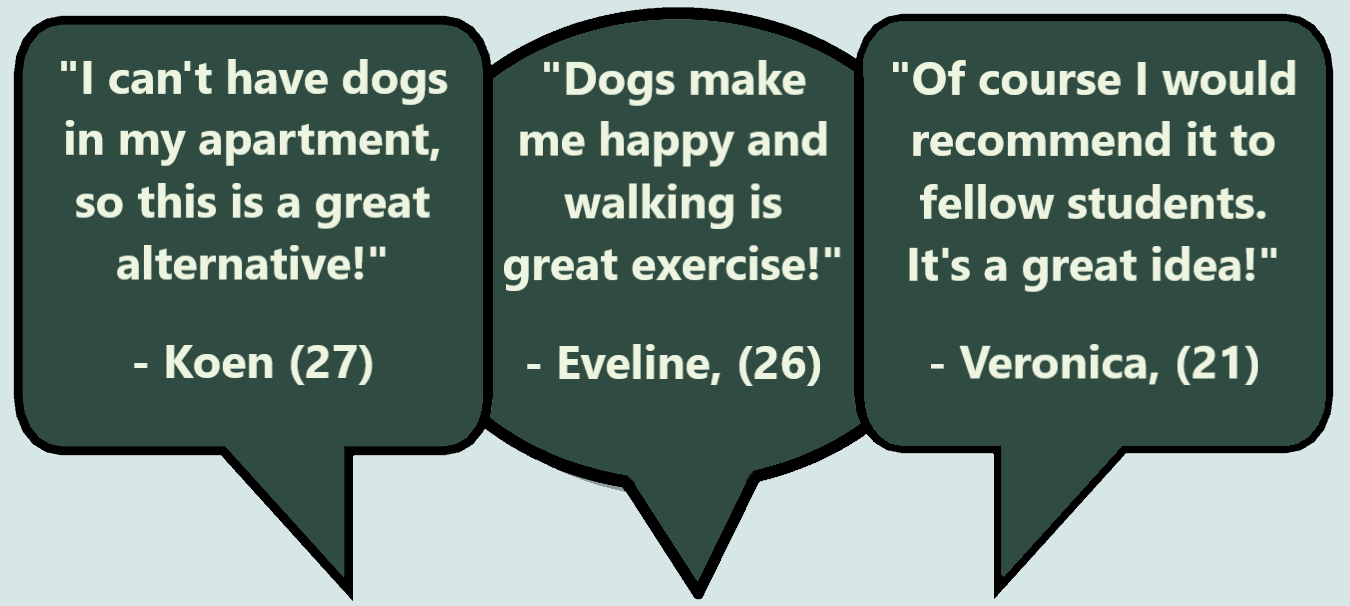 "I can't have dogs
in my apartment,
so this is a great
alternative!"
- Koen (27)
"Dogs make
me happy and
walking is
great exercise!"
- Eveline, (26)
"Of course I would
recommend it to
fellow students.
It's a great idea!"
- Veronica, (21)